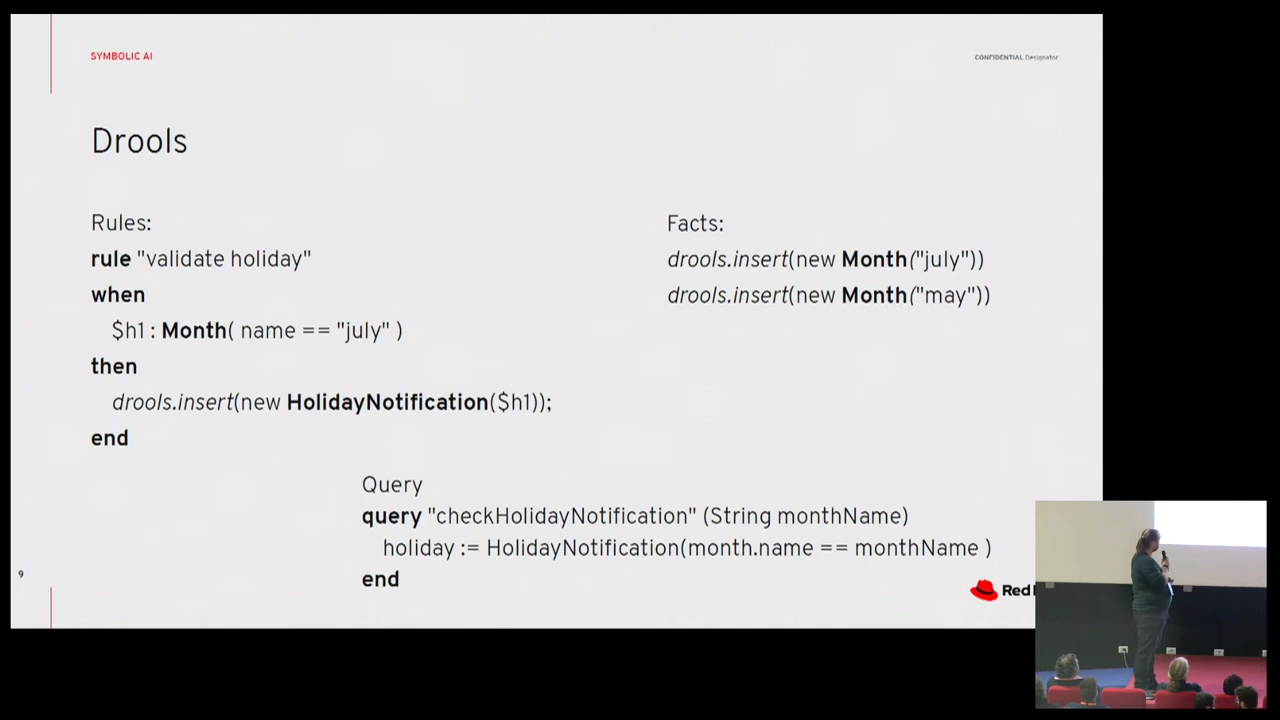 SYMBOLIC AI
CONFIDENTIAL Designator
Drools
Rules:
rule "validate holiday"
when
$h1 : Month( name == "july" )
then
drools.insert(new HolidayNotification($h1));
end
Facts:
drools.insert(new Month("july"))
drools.insert(new Month("may"))
Query
query "checkHolidayNotification" (String monthName)
holiday := HolidayNotification(month.name == monthName )
end
9
Red